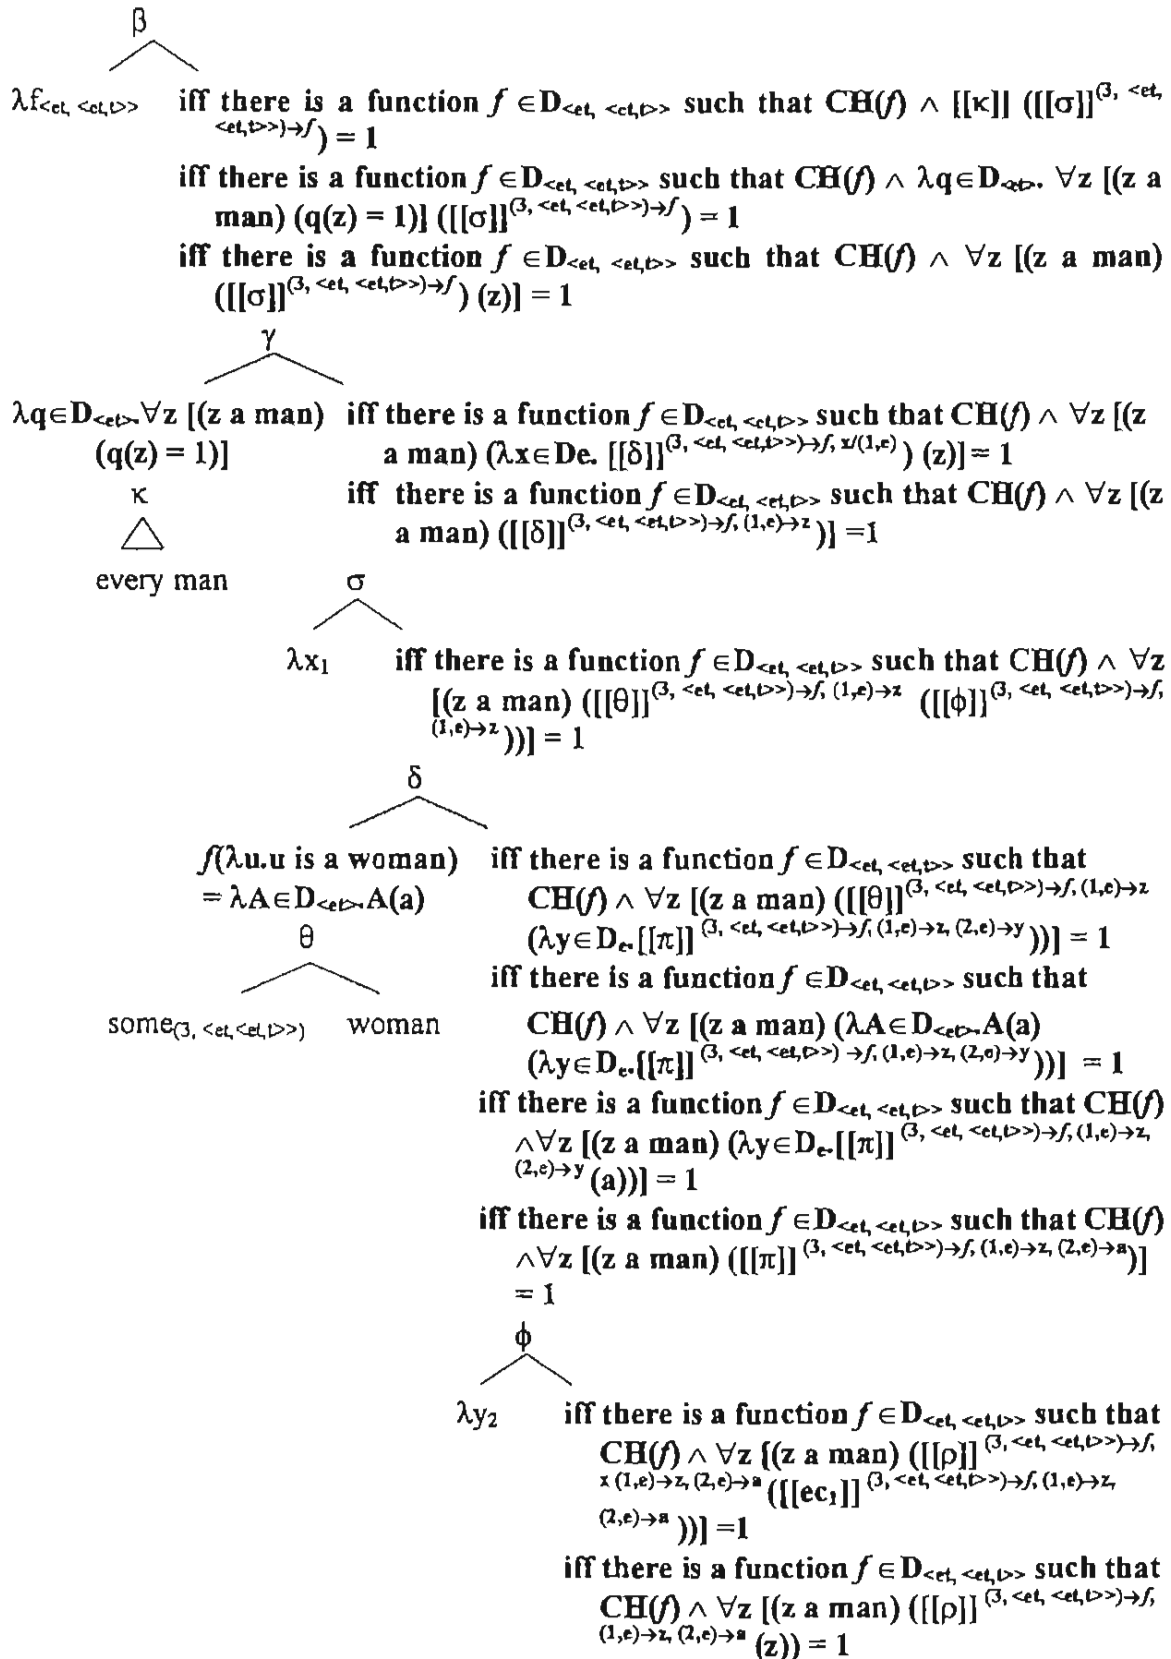 β
λf<et, <et,t>> iff there is a function f ∈D<et, <et,t>> such that CH(f) ∧ [[κ]] ([[σ]](3, <et,
<et,t>>)→f) = 1
iff there is a function f ∈D<et, <et,t>> such that CH(f) ∧ λq∈D<et>. ∀z [(z a
man) (q(z) = 1)] ([[σ]](3, <et, <et,t>>)→f) = 1
iff there is a function f ∈D<et, <et,t>> such that CH(f) ∧ ∀z [(z a man)
([[σ]](3, <et, <et,t>>)→f) (z)] = 1
γ
λq∈D<et>.∀z [(z a man) iff there is a function f ∈D<et, <et,t>> such that CH(f) ∧ ∀z [(z
(q(z) = 1)] a man) (λx∈De. [[δ]](3, <et, <et,t>>)→f, x/(1,e)) (z)] = 1
κ iff there is a function f ∈D<et, <et,t>> such that CH(f) ∧ ∀z [(z
a man) ([[δ]](3, <et, <et,t>>)→f, (1,e)→z)] =1
every man σ
λx1 iff there is a function f ∈D<et, <et,t>> such that CH(f) ∧ ∀z
[(z a man) ([[θ]](3, <et, <et,t>>)→f, (1,e)→z ([[ϕ]](3, <et, <et,t>>)→f,
(1,e)→z))] = 1
δ
f(λu.u is a woman) iff there is a function f ∈D<et, <et,t>> such that
= λA∈D<et>.A(a) CH(f) ∧ ∀z [(z a man) ([[θ]](3, <et, <et,t>>)→f, (1,e)→z
θ (λy∈De.[[π]](3, <et, <et,t>>)→f, (1,e)→z, (2,e)→y))] = 1
iff there is a function f ∈D<et, <et,t>> such that
some(3, <et,<et,t>>) woman CH(f) ∧ ∀z [(z a man) (λA∈D<et>.A(a)
(λy∈De.[[π]](3, <et, <et,t>>) →f, (1,e)→z, (2,e)→y))] = 1
iff there is a function f ∈D<et, <et,t>> such that CH(f)
∧∀z [(z a man) (λy∈De.[[π]](3, <et, <et,t>>)→f, (1,e)→z,
(2,e)→y (a))] = 1
iff there is a function f ∈D<et, <et,t>> such that CH(f)
∧∀z [(z a man) ([[π]](3, <et, <et,t>>)→f, (1,e)→z, (2,e)→a)]
= 1
ϕ
λy2 iff there is a function f ∈D<et, <et,t>> such that
CH(f) ∧ ∀z [(z a man) ([[ρ]](3, <et, <et,t>>)→f,
x (1,e)→z, (2,e)→a ([[ec1]](3, <et, <et,t>>)→f, (1,e)→z,
(2,e)→a))] =1
iff there is a function f ∈D<et, <et,t>> such that
CH(f) ∧ ∀z [(z a man) ([[ρ]](3, <et, <et,t>>)→f,
(1,e)→z, (2,e)→a (z)) = 1